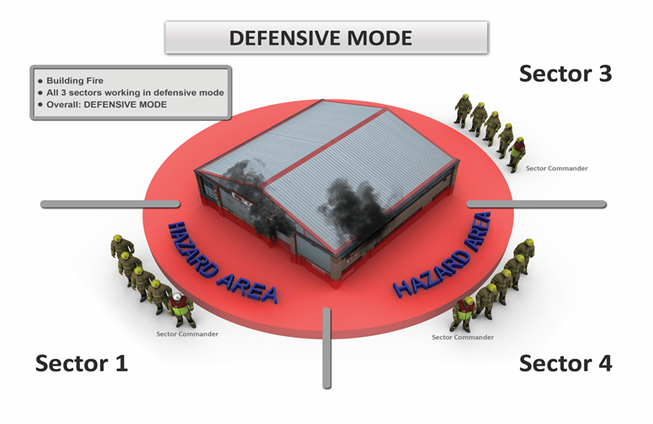 DEFENSIVE MODE
Building Fire
All 3 sectors working in defensive mode
Overall: DEFENSIVE MODE
Sector 3
Sector Commander
HAZARD AREA
HAZARD AREA
Sector Commander
Sector Commander
Sector 1
Sector 4